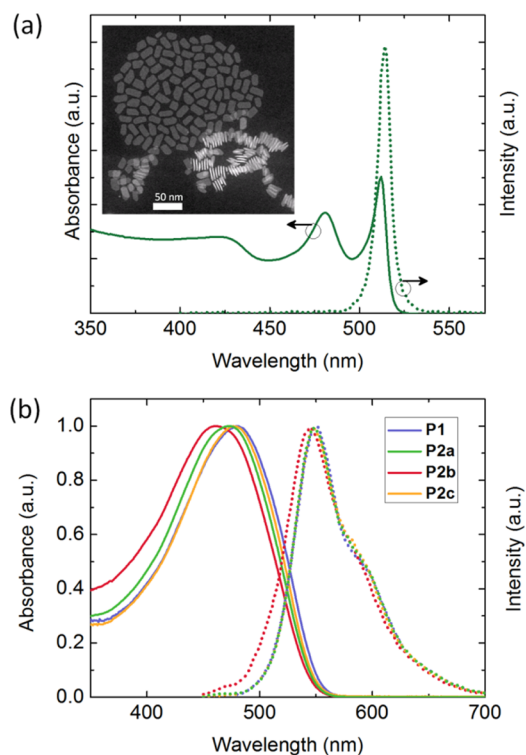 (a)
Absorbance (a.u.)
50 nm
Intensity (a.u.)
350 400 450 500 550
Wavelength (nm)
(b)
Absorbance (a.u.)
1.0
0.8
0.6
0.4
0.2
0.0
P1
P2a
P2b
P2c
Intensity (a.u.)
400 500 600 700
Wavelength (nm)